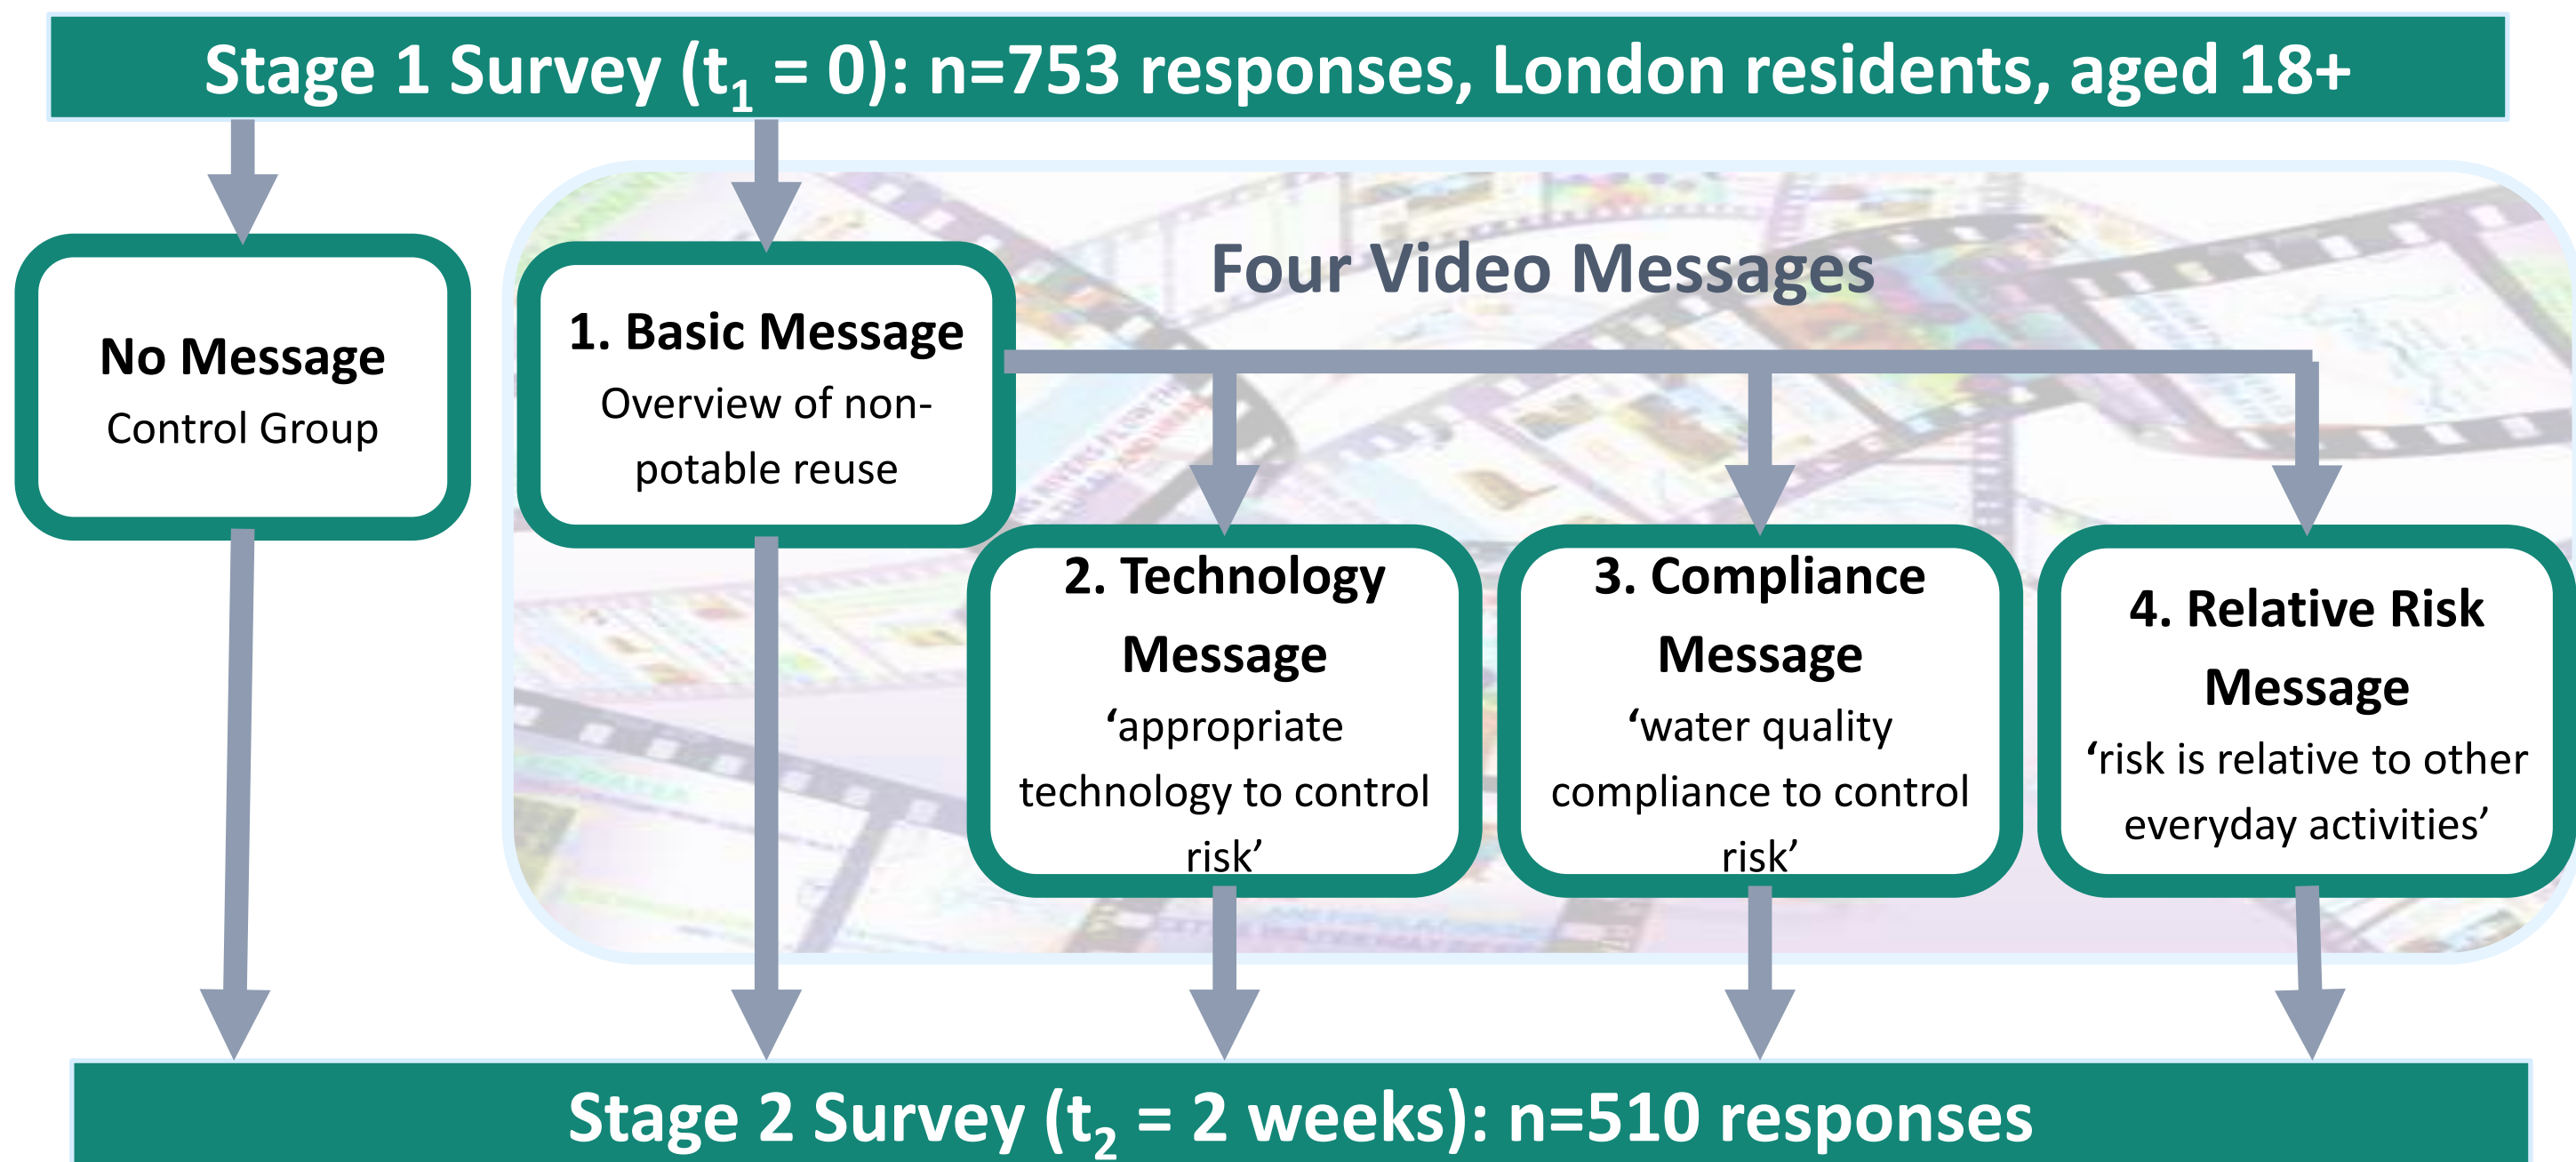 Stage 1 Survey (t₁ = 0): n=753 responses, London residents, aged 18+
Four Video Messages
No Message
Control Group
1. Basic Message
Overview of non-
potable reuse
2. Technology
Message
‘appropriate
technology to control
risk’
3. Compliance
Message
‘water quality
compliance to control
risk’
4. Relative Risk
Message
‘risk is relative to other
everyday activities’
Stage 2 Survey (t₂ = 2 weeks): n=510 responses